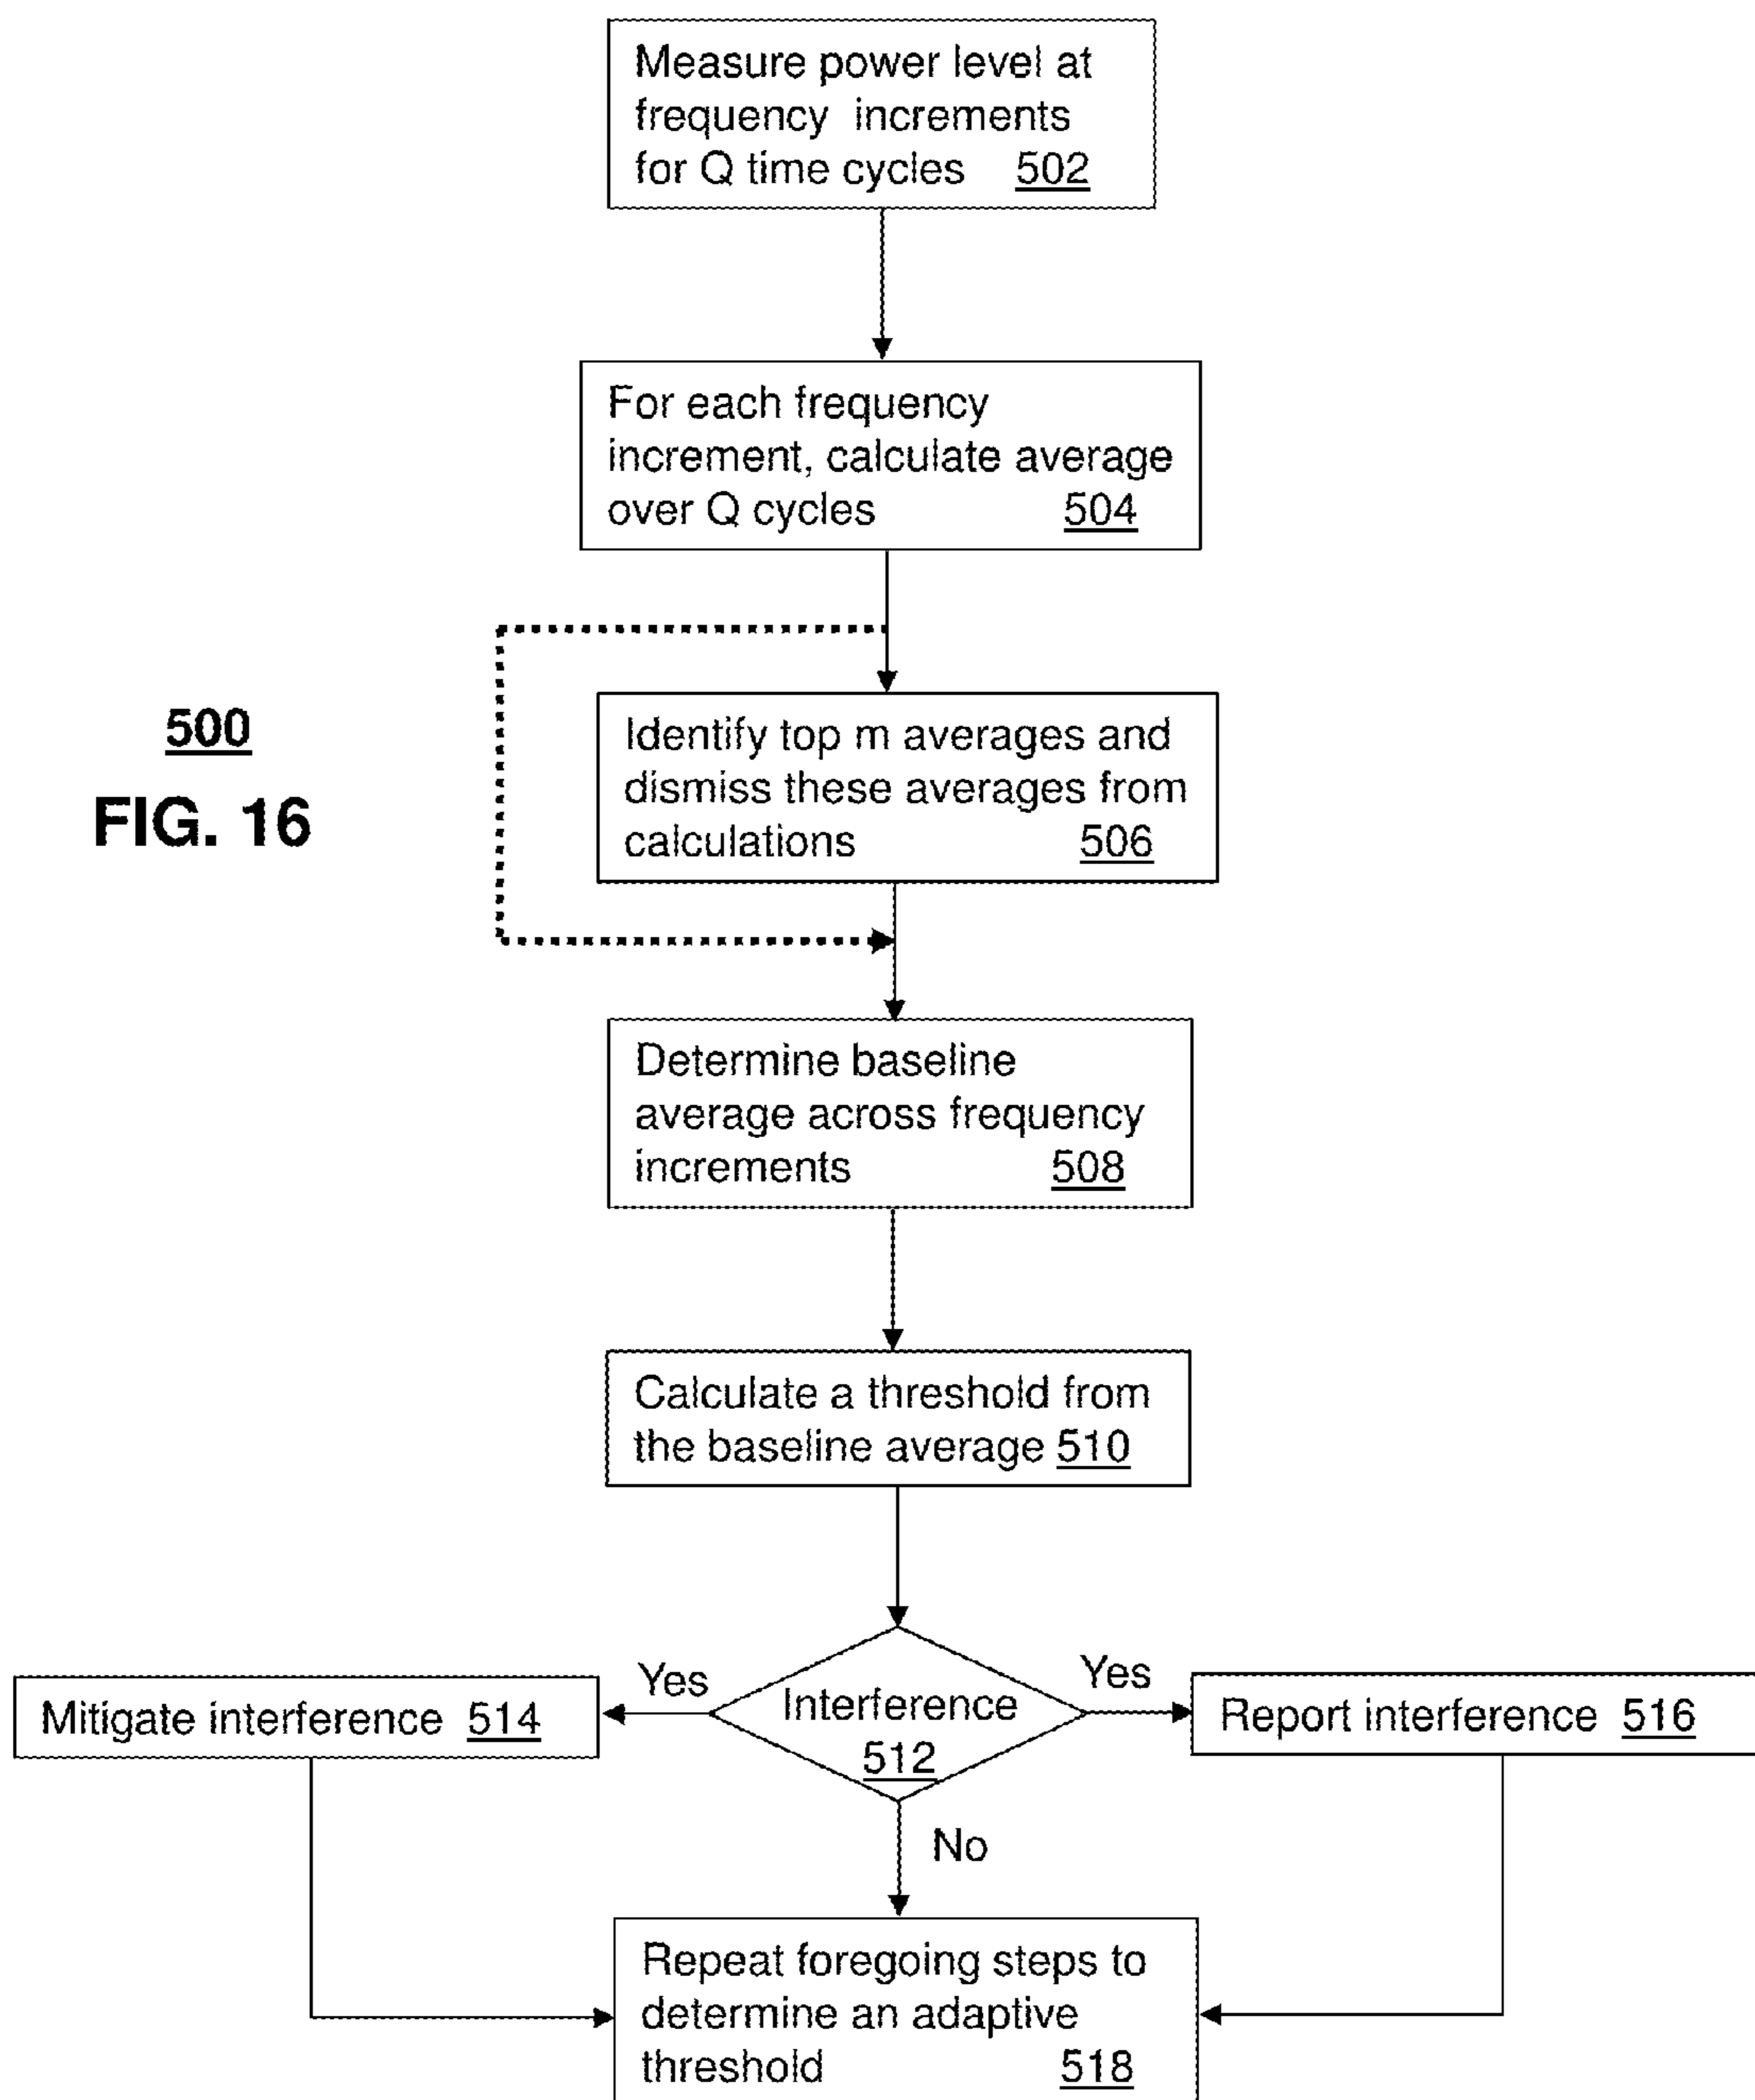 Measure power level at
frequency increments
for Q time cycles 502
For each frequency
increment, calculate average
over Q cycles 504
500
FIG. 16
Identify top m averages and
dismiss these averages from
calculations 506
Determine baseline
average across frequency
increments 508
Calculate a threshold from
the baseline average 510
Yes
Yes
Mitigate interference 514
Interference
512
Report interference 516
No
Repeat foregoing steps to
determine an adaptive
threshold 518